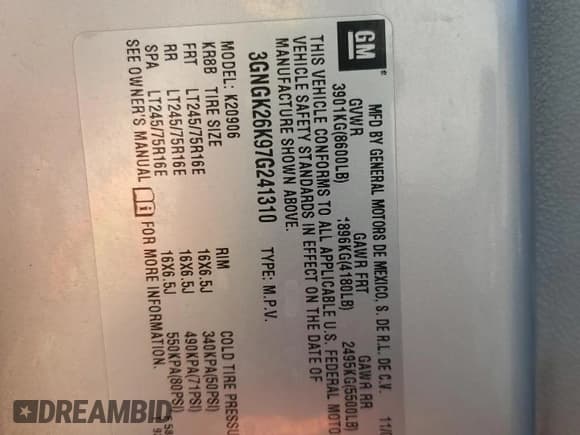 GM
MFD BY GENERAL MOTORS DE MEXICO, S. DE R.L. DE C.V. 11/0
GVWR GAWR FRT GAWR RR
3901KG(8600LB) 1896KG(4180LB) 2495KG(5500LB)
THIS VEHICLE CONFORMS TO ALL APPLICABLE U.S. FEDERAL MOTO
VEHICLE SAFETY STANDARDS IN EFFECT ON THE DATE OF
MANUFACTURE SHOWN ABOVE.
3GNGK26K97G241310 TYPE: M.P.V.
MODEL: K20906
KR8B TIRE SIZE RIM COLD TIRE PRESSU
FRT LT245/75R16E 16X6.5J 340KPA(50PSI)
RR LT245/75R16E 16X6.5J 490KPA(71PSI)
SPA LT245/75R16E 16X6.5J 550KPA(80PSI)
SEE OWNER'S MANUAL FOR MORE INFORMATION.
DREAMBID